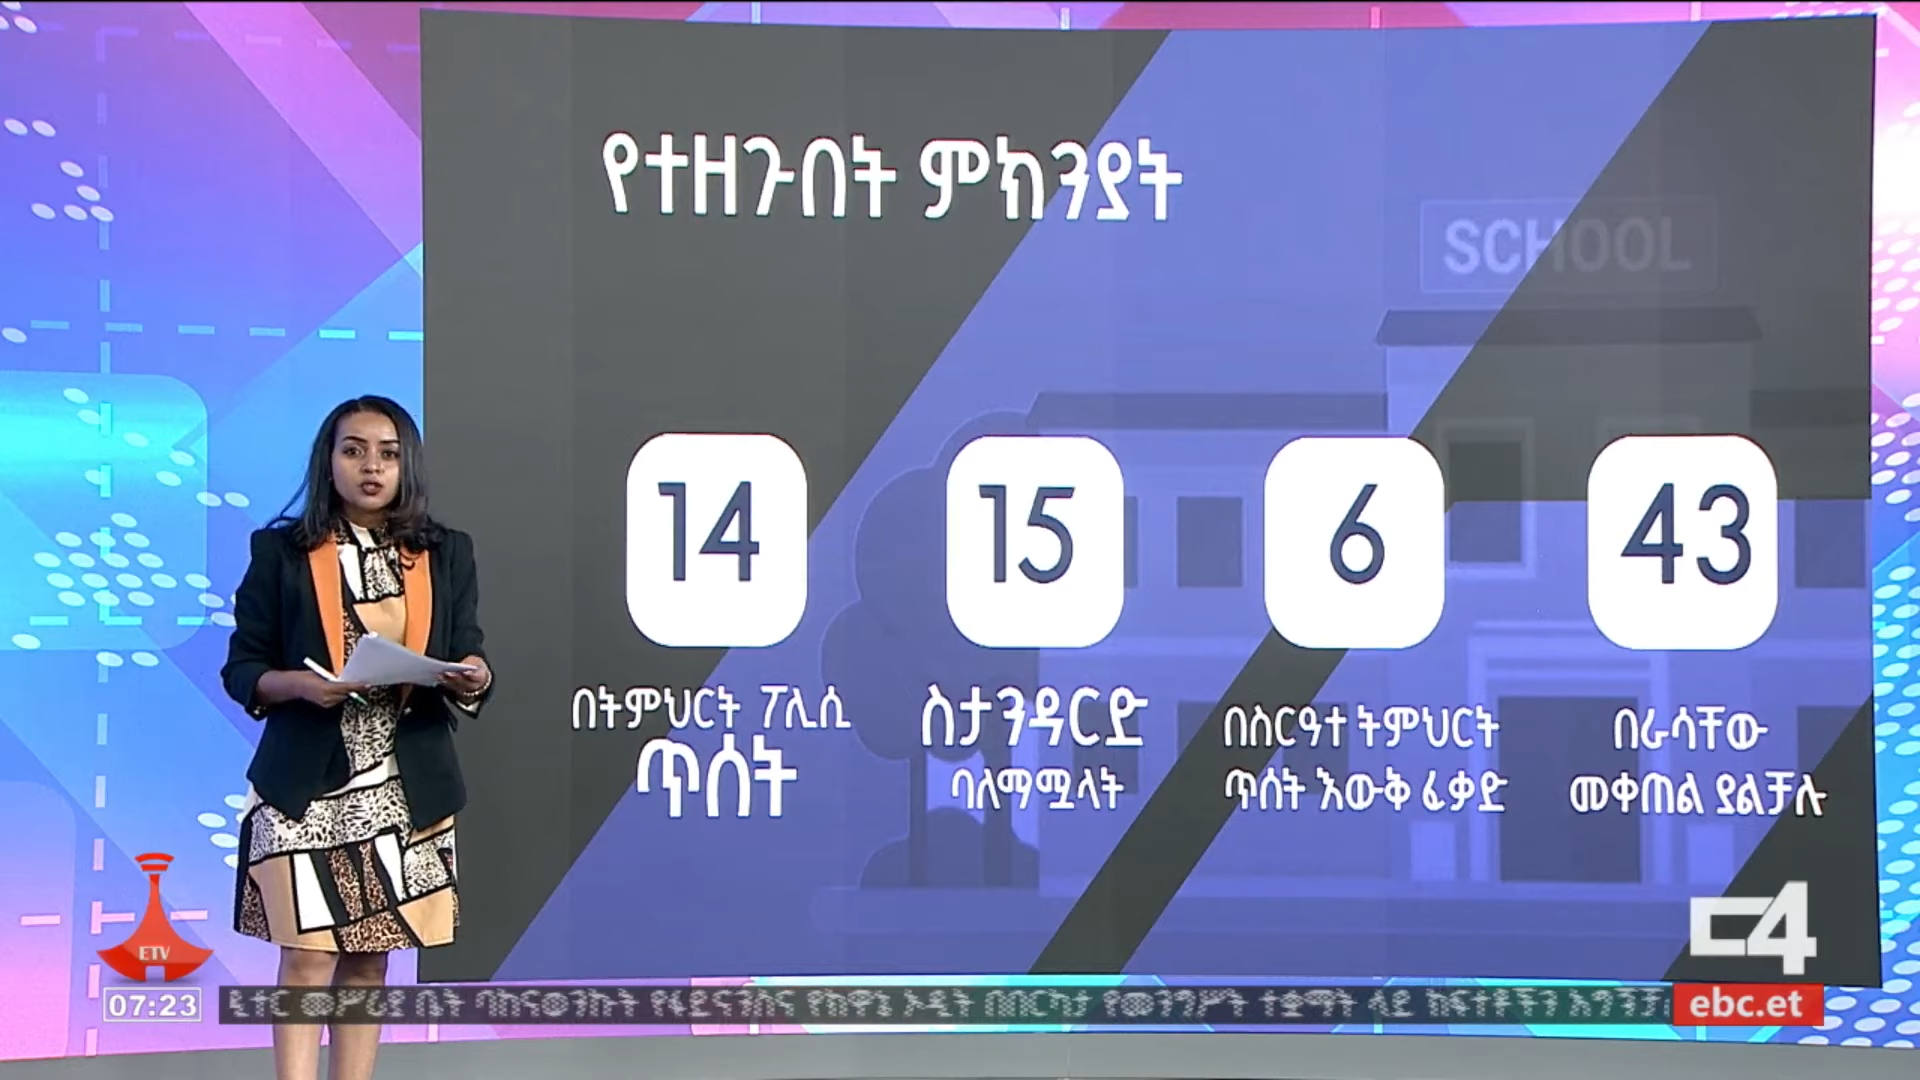 የተዘጉበት ምክንያት
SCHOOL
14
በትምህርት ፖሊሲ
ጥሰት
15
ስታንዳርድ
ባለማሟላት
6
በስርዓተ ትምህርት
ጥሰት እውቅ ፈቃድ
43
በራሳቸው
መቀጠል ያልቻሉ
ETV
4
07:23
ebc.et